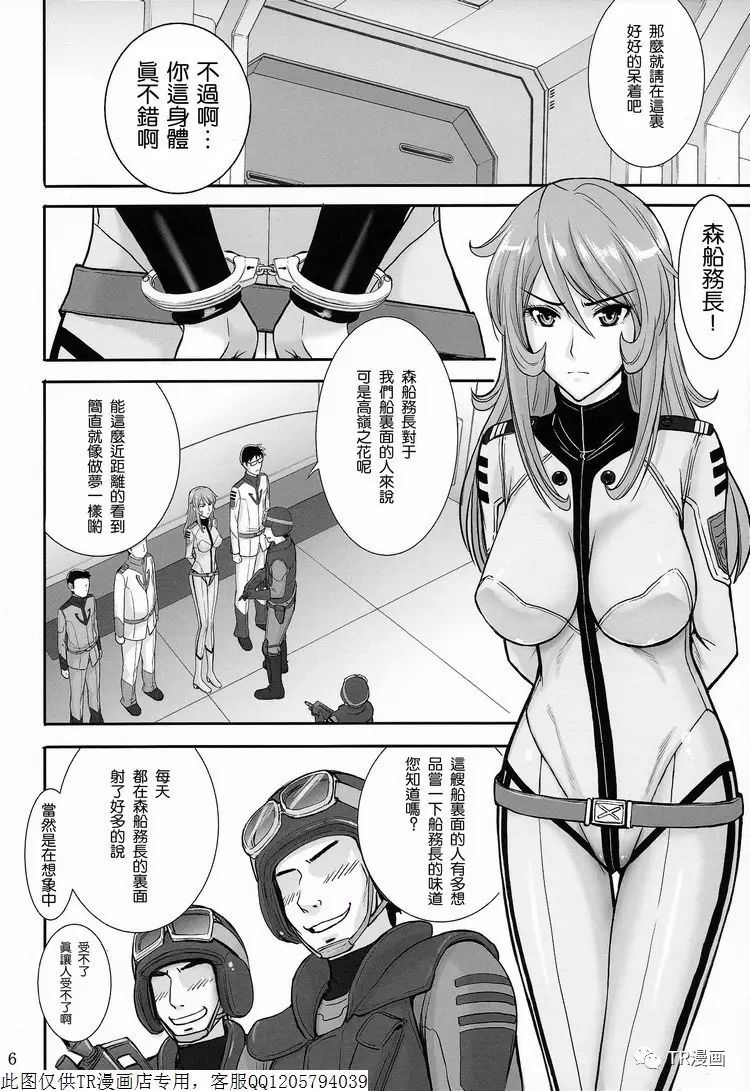 那麼就請在這裏
好好的呆着吧
不過啊…
你這身體
眞不錯啊
森船務長！
森船務長對于
我們船裏面的人來說
可是高嶺之花呢
能這麼近距離的看到
簡直就像做夢一樣喲
這艘船裏面的人有多想
品嘗一下船務長的味道
您知道嗎？
每天
都在森船務長的裏面
射了好多的說
當然是在想象中
受不了
眞讓人受不了啊
TR漫画
6
此图仅供TR漫画店专用，客服QQ1205794039